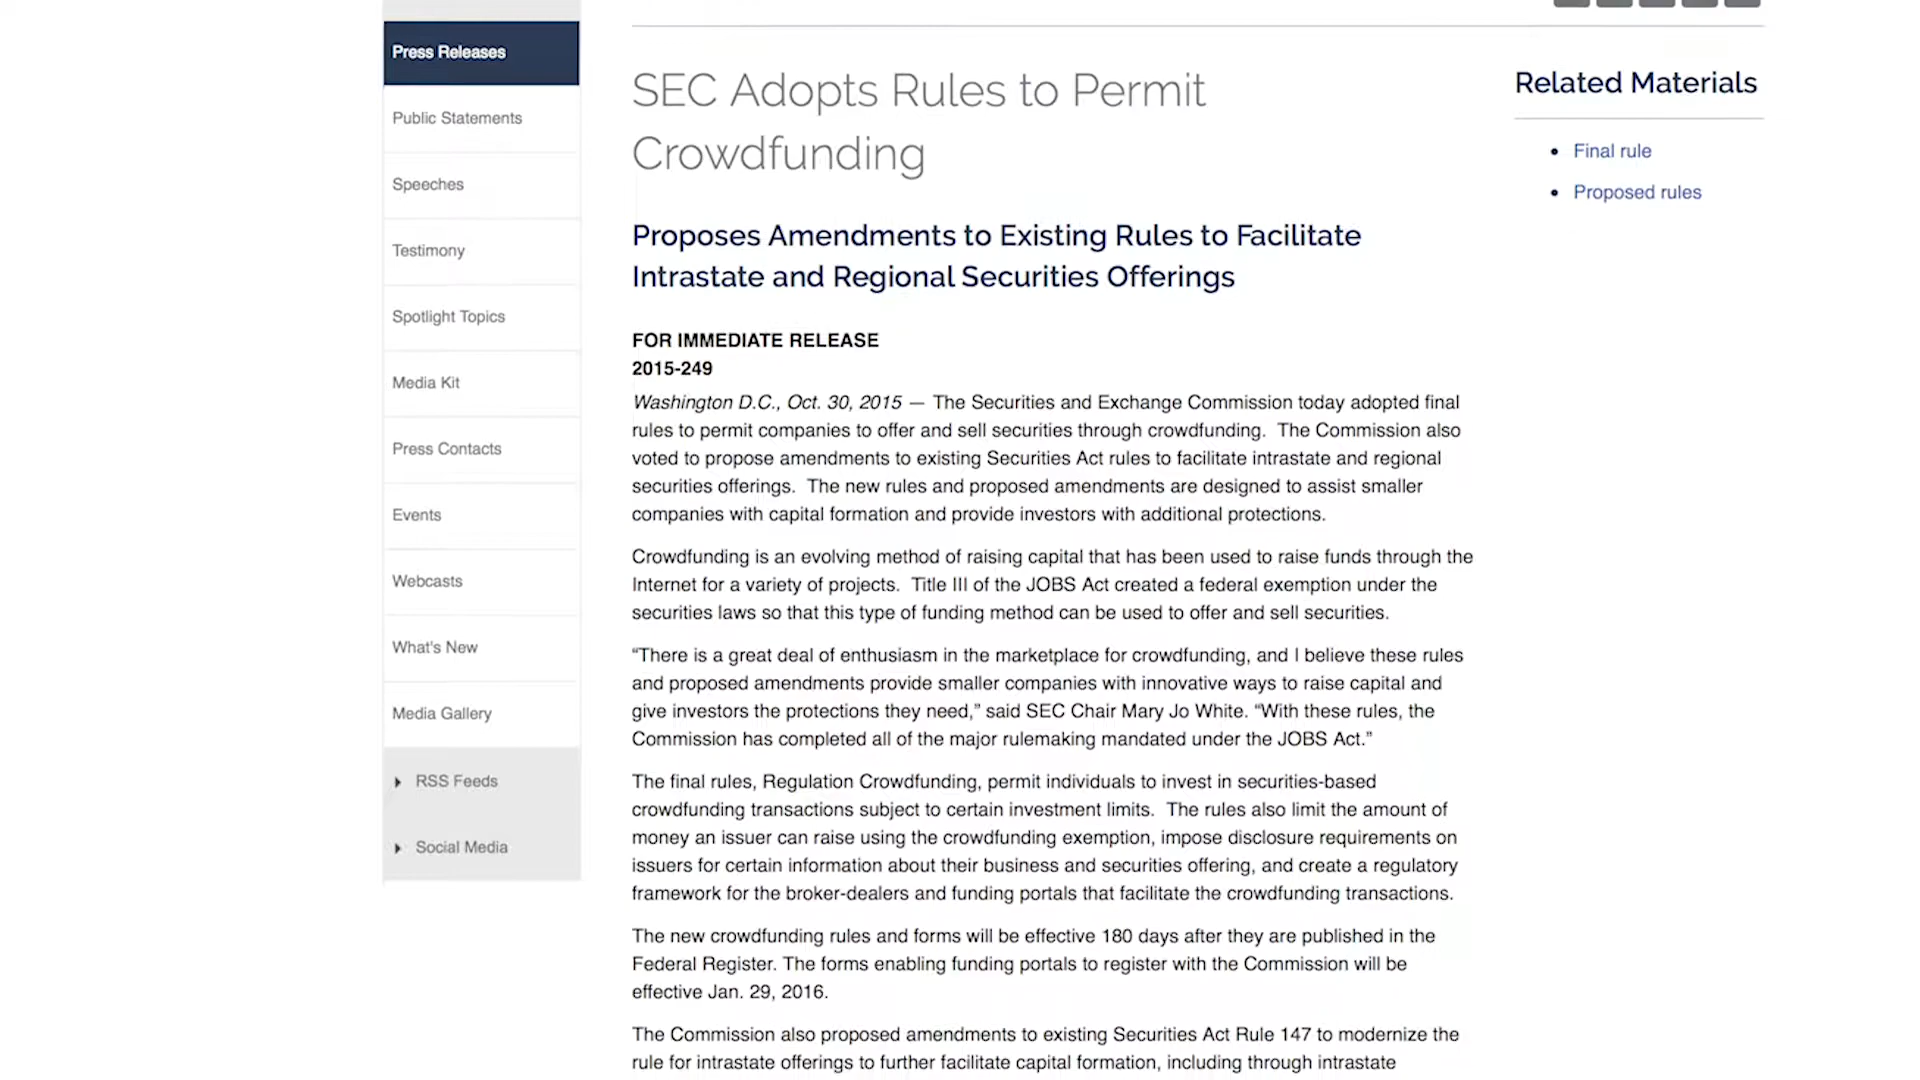 Press Releases
Public Statements
Speeches
Testimony
Spotlight Topics
Media Kit
Press Contacts
Events
Webcasts
What's New
Media Gallery
RSS Feeds
Social Media
SEC Adopts Rules to Permit
Crowdfunding
Proposes Amendments to Existing Rules to Facilitate
Intrastate and Regional Securities Offerings
FOR IMMEDIATE RELEASE
2015-249
Washington D.C., Oct. 30, 2015 — The Securities and Exchange Commission today adopted final
rules to permit companies to offer and sell securities through crowdfunding.  The Commission also
voted to propose amendments to existing Securities Act rules to facilitate intrastate and regional
securities offerings.  The new rules and proposed amendments are designed to assist smaller
companies with capital formation and provide investors with additional protections.
Crowdfunding is an evolving method of raising capital that has been used to raise funds through the
Internet for a variety of projects.  Title III of the JOBS Act created a federal exemption under the
securities laws so that this type of funding method can be used to offer and sell securities.
“There is a great deal of enthusiasm in the marketplace for crowdfunding, and I believe these rules
and proposed amendments provide smaller companies with innovative ways to raise capital and
give investors the protections they need,” said SEC Chair Mary Jo White. “With these rules, the
Commission has completed all of the major rulemaking mandated under the JOBS Act.”
The final rules, Regulation Crowdfunding, permit individuals to invest in securities-based
crowdfunding transactions subject to certain investment limits.  The rules also limit the amount of
money an issuer can raise using the crowdfunding exemption, impose disclosure requirements on
issuers for certain information about their business and securities offering, and create a regulatory
framework for the broker-dealers and funding portals that facilitate the crowdfunding transactions.
The new crowdfunding rules and forms will be effective 180 days after they are published in the
Federal Register. The forms enabling funding portals to register with the Commission will be
effective Jan. 29, 2016.
The Commission also proposed amendments to existing Securities Act Rule 147 to modernize the
rule for intrastate offerings to further facilitate capital formation, including through intrastate
Related Materials
Final rule
Proposed rules